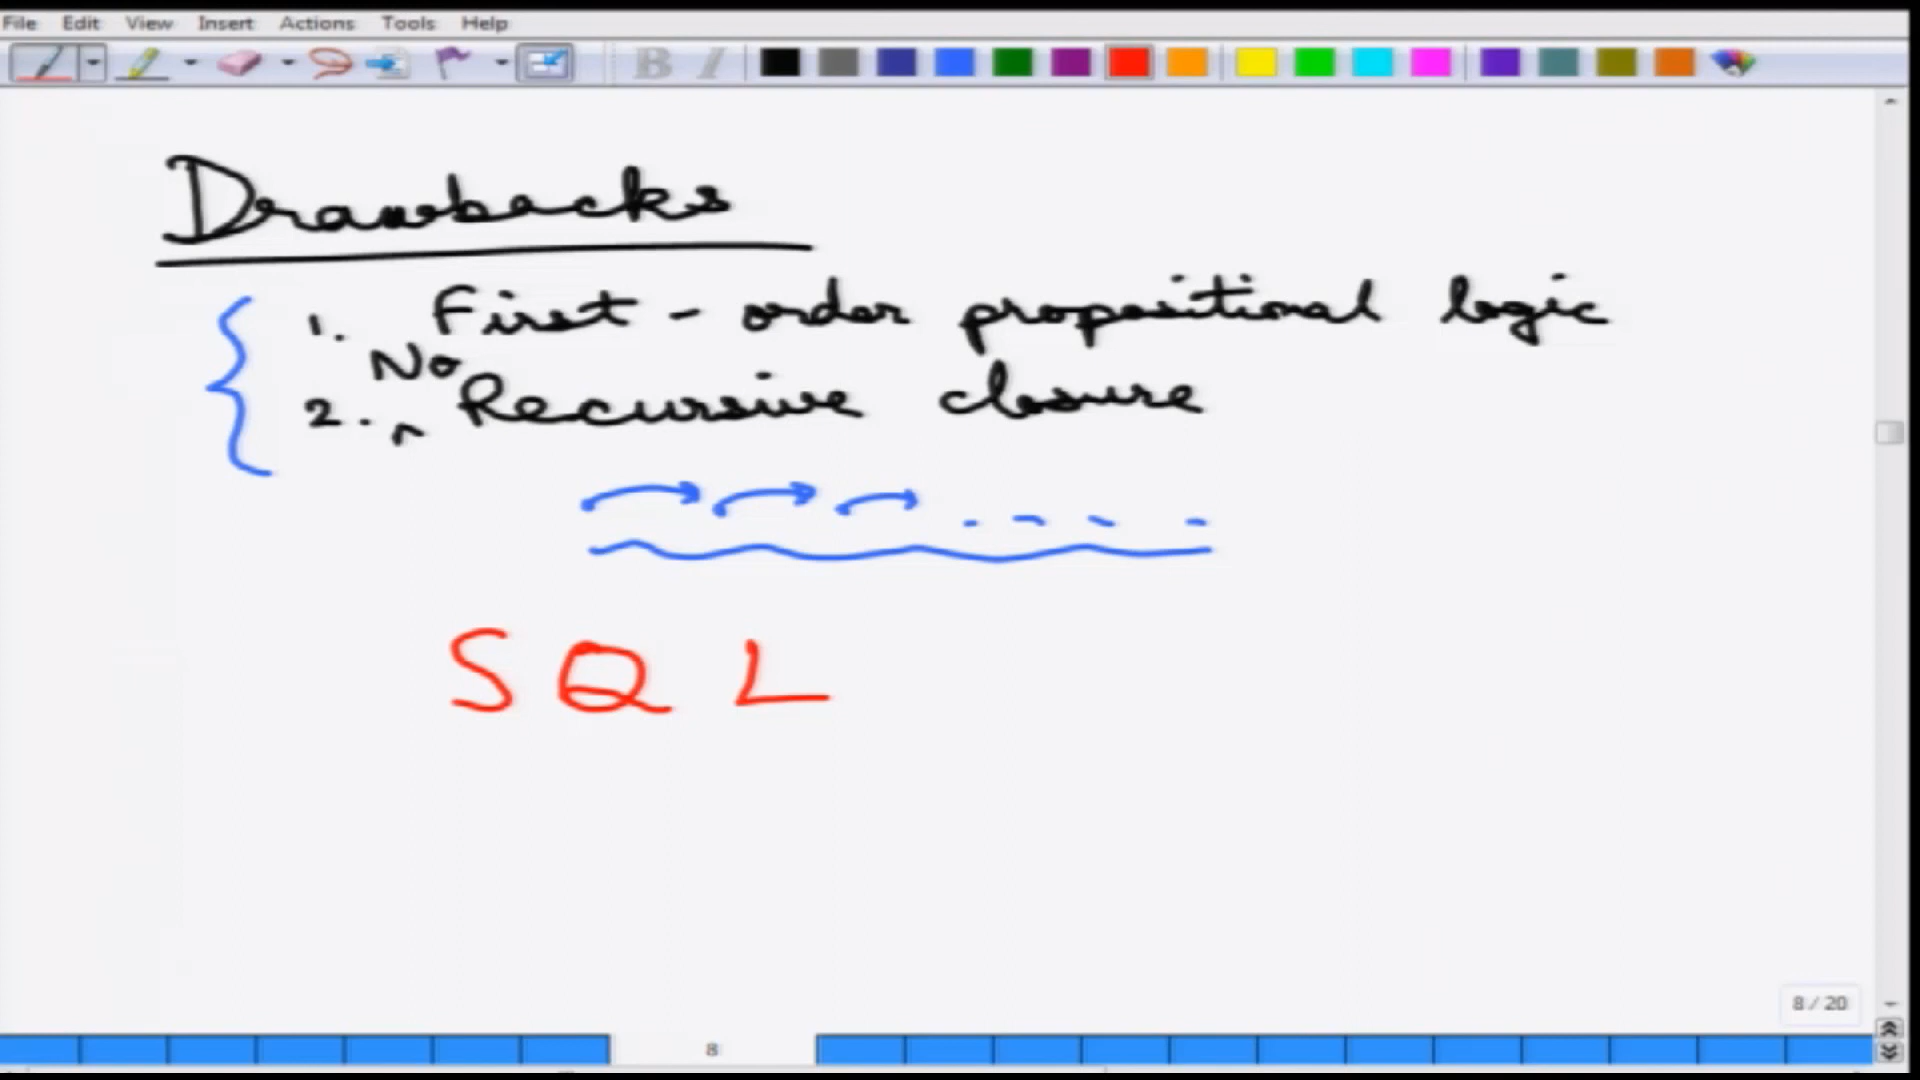 File Edit View Insert Actions Tools Help
B I
Drawbacks
1. First - order propositional logic
No
2. ^ Recursive closure
SQL
8 / 20
8